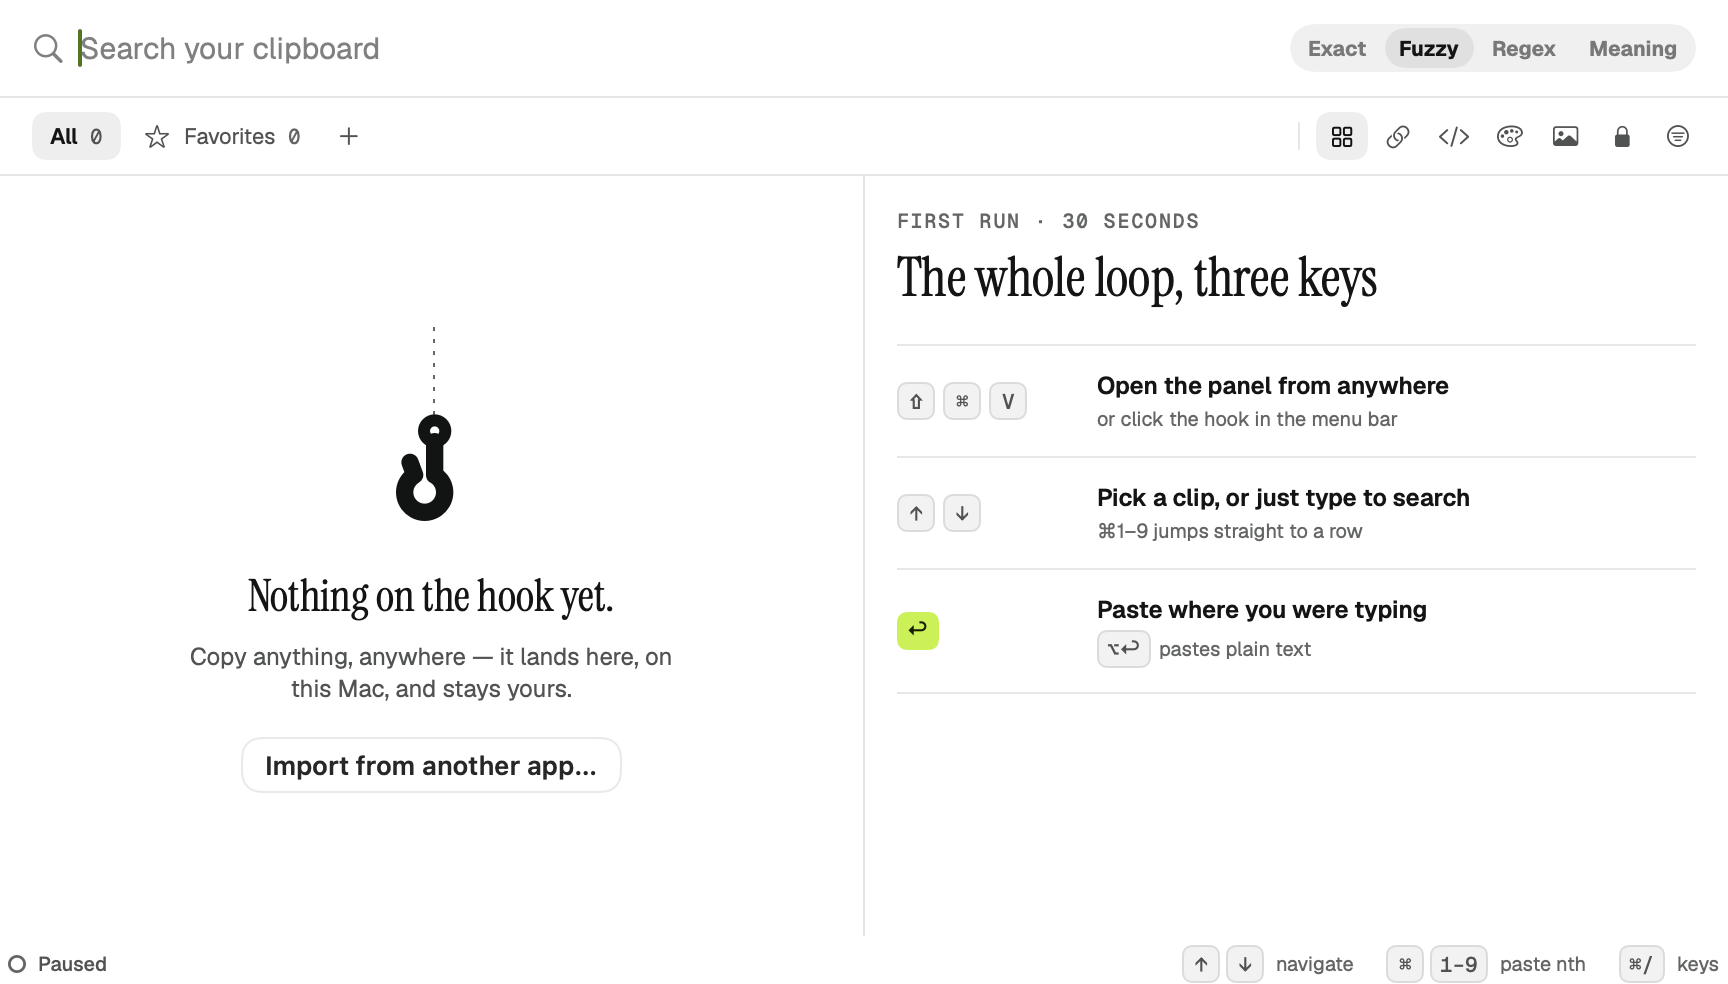 Search your clipboard
Exact Fuzzy Regex Meaning
All 0 Favorites 0 +
FIRST RUN · 30 SECONDS
The whole loop, three keys
⇧ ⌘ V
Open the panel from anywhere
or click the hook in the menu bar
↑ ↓
Pick a clip, or just type to search
⌘1–9 jumps straight to a row
↩
Paste where you were typing
⌥↩ pastes plain text
Nothing on the hook yet.
Copy anything, anywhere — it lands here, on
this Mac, and stays yours.
Import from another app...
Paused
↑ ↓ navigate ⌘ 1–9 paste nth ⌘/ keys